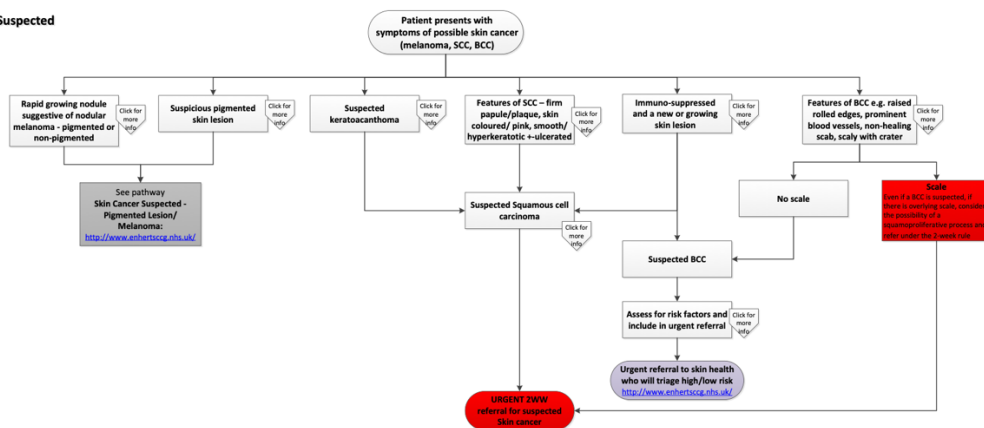 Suspected
Patient presents with
symptoms of possible skin cancer
(melanoma, SCC, BCC)
Rapid growing nodule
suggestive of nodular
melanoma - pigmented or
non-pigmented
Click for
more
info
Suspicious pigmented
skin lesion
Click for
more
info
Suspected
keratoacanthoma
Click for
more
info
Features of SCC – firm
papule/plaque, skin
coloured/ pink, smooth/
hyperkeratotic +-ulcerated
Click for
more
info
Immuno-suppressed
and a new or growing
skin lesion
Click for
more
info
Features of BCC e.g. raised
rolled edges, prominent
blood vessels, non-healing
scab, scaly with crater
Click for
more
info
See pathway
Skin Cancer Suspected -
Pigmented Lesion/
Melanoma:
http://www.enhertsccg.nhs.uk/
Suspected Squamous cell
carcinoma
Click for
more
info
No scale
Scale
Even if a BCC is suspected, if
there is overlying scale, consider
the possibility of a
squamoproliferative process and
refer under the 2-week rule
Suspected BCC
Assess for risk factors and
include in urgent referral
Click for
more
info
Urgent referral to skin health
who will triage high/low risk
http://www.enhertsccg.nhs.uk/
URGENT 2WW
referral for suspected
Skin cancer